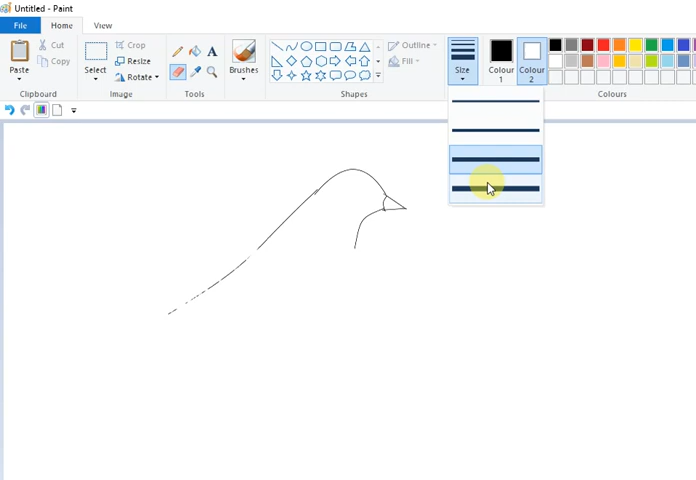 Untitled - Paint
File Home View
Paste
Cut
Copy
Clipboard
Select
Crop
Resize
Rotate
Image
A
Tools
Brushes
Outline
Fill
Shapes
Size
Colour
1
Colour
2
Colours